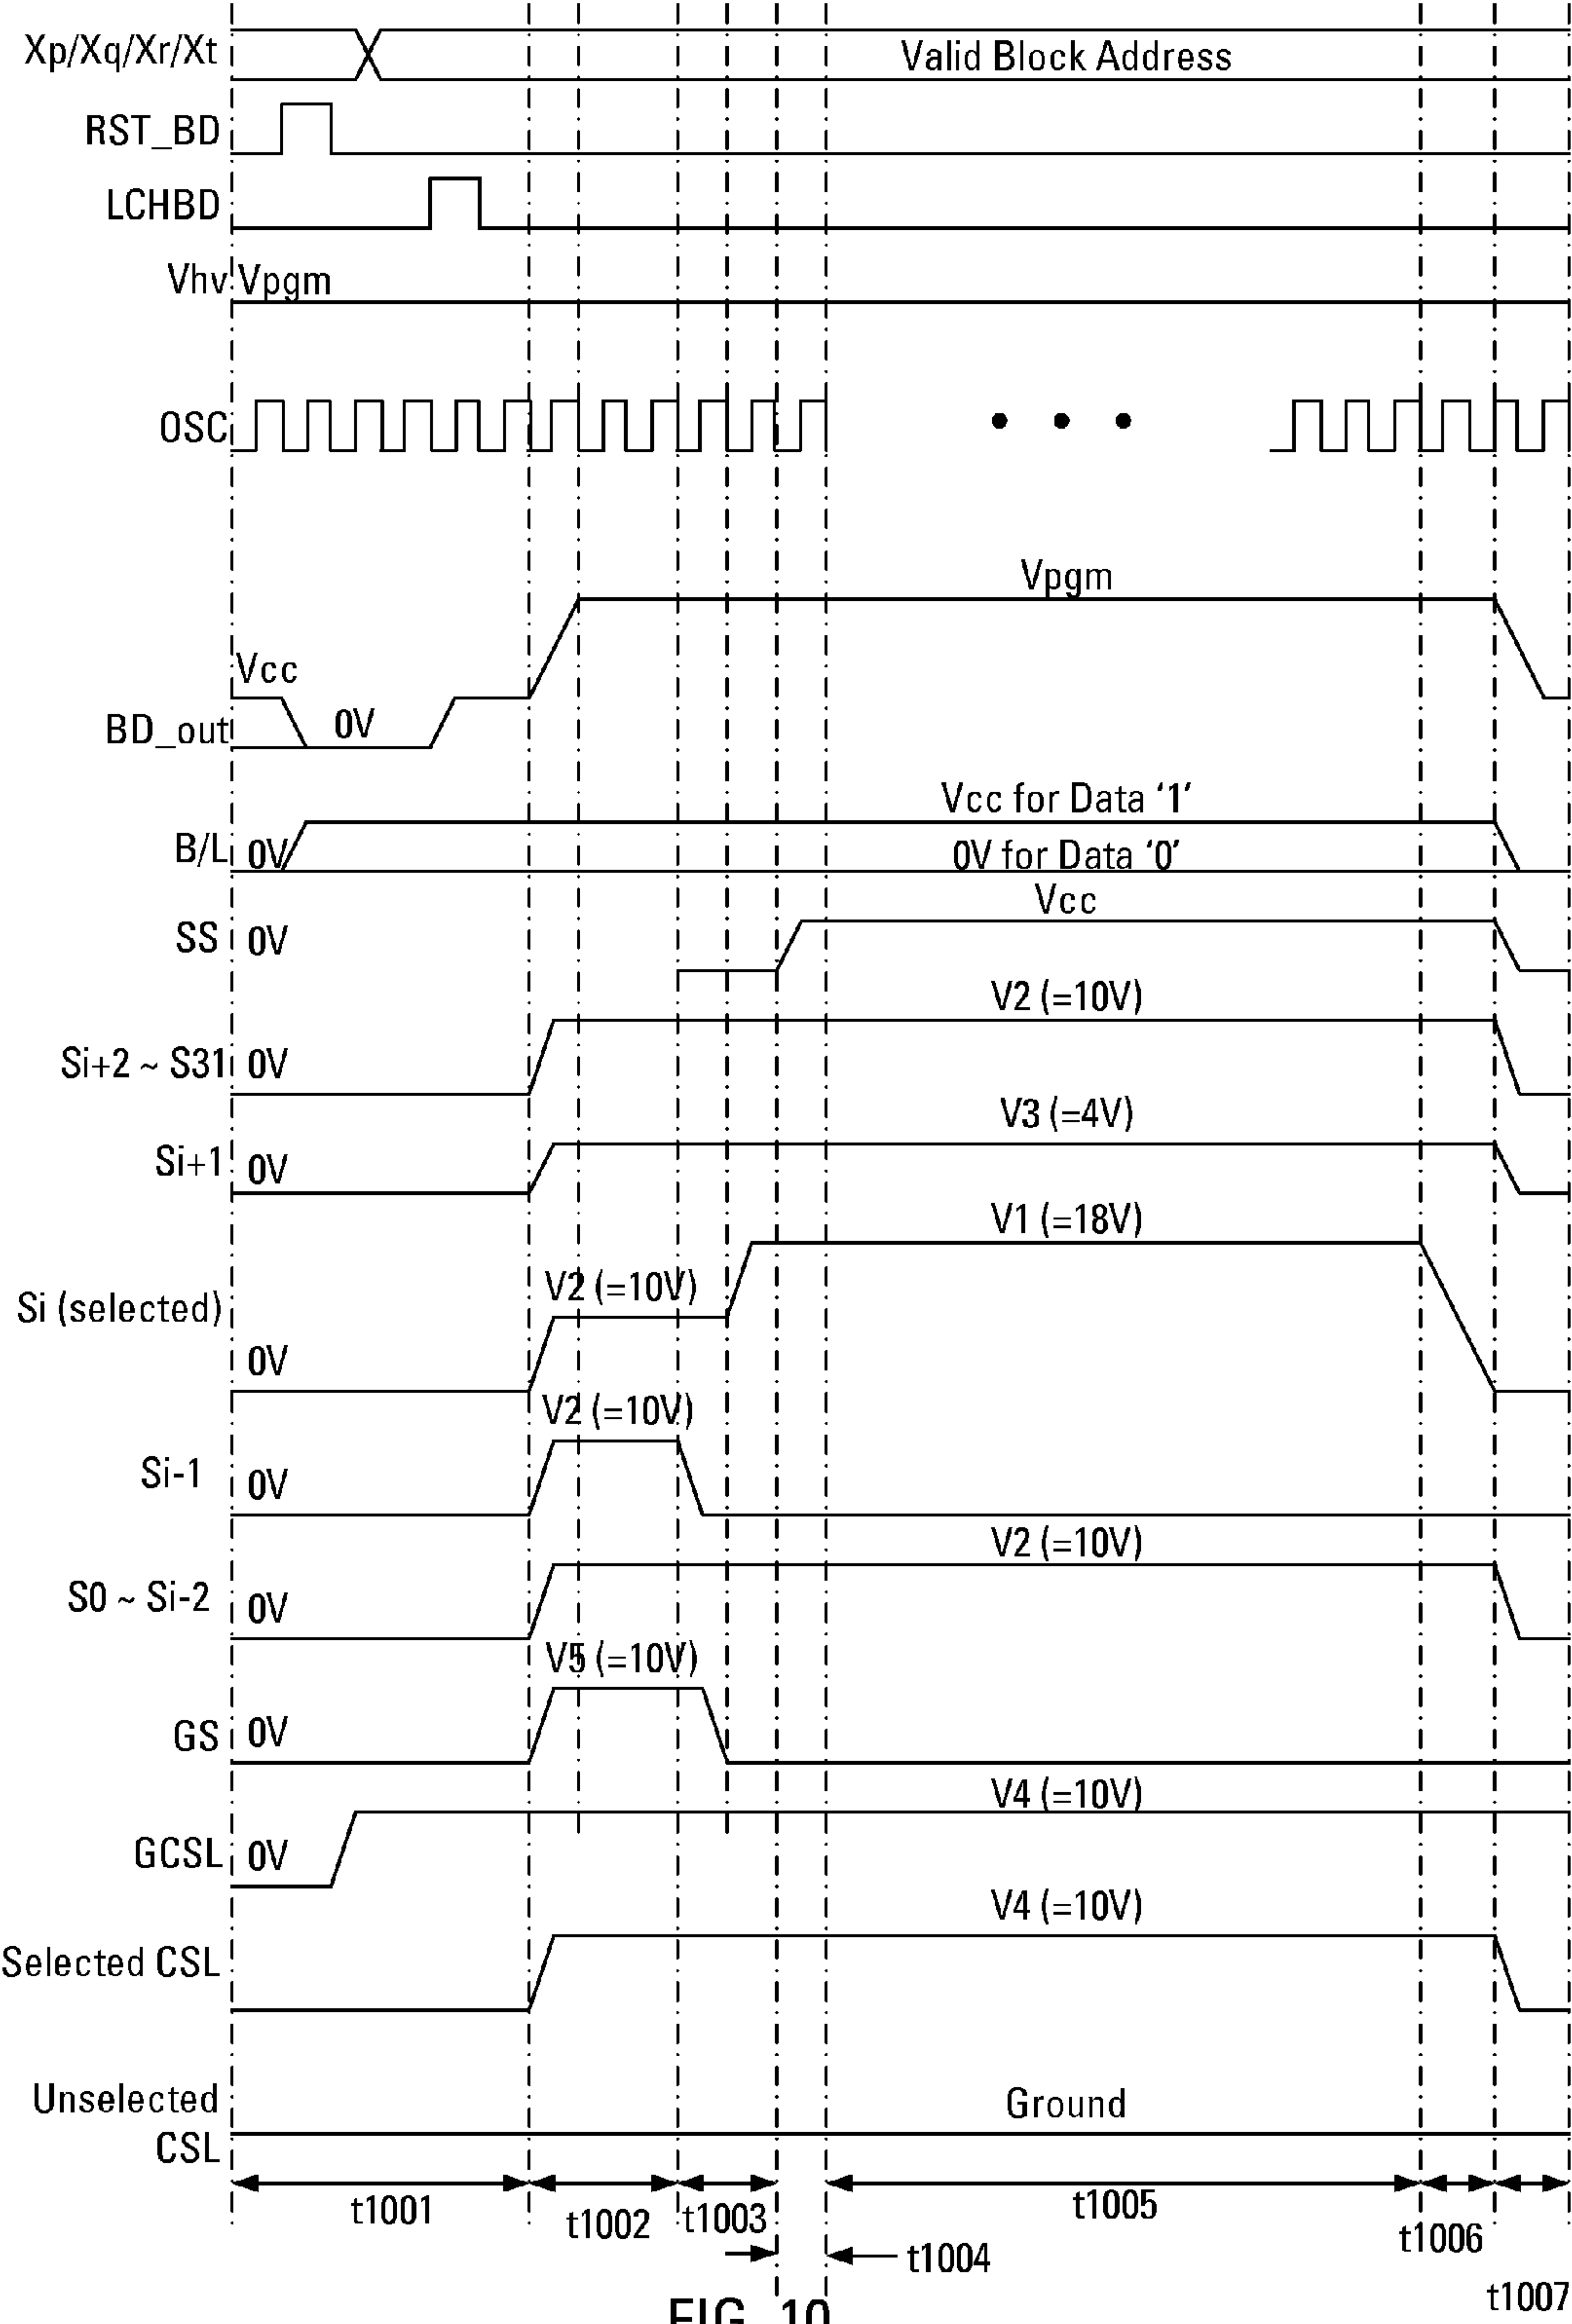 Xp/Xq/Xr/Xt
Valid Block Address
RST_BD
LCHBD
Vhv Vpgm
OSC
Vpgm
Vcc
BD_out 0V
Vcc for Data ‘1’
B/L 0V
0V for Data ‘0’
Vcc
SS 0V
V2 (=10V)
Si+2 ~ S31 0V
V3 (=4V)
Si+1 0V
V1 (=18V)
V2 (=10V)
Si (selected)
0V
V2 (=10V)
Si-1 0V
V2 (=10V)
S0 ~ Si-2 0V
V5 (=10V)
GS 0V
V4 (=10V)
GCSL 0V
V4 (=10V)
Selected CSL
Unselected
CSL
Ground
t1001
t1002
t1003
t1004
t1005
t1006
t1007
FIG. 10